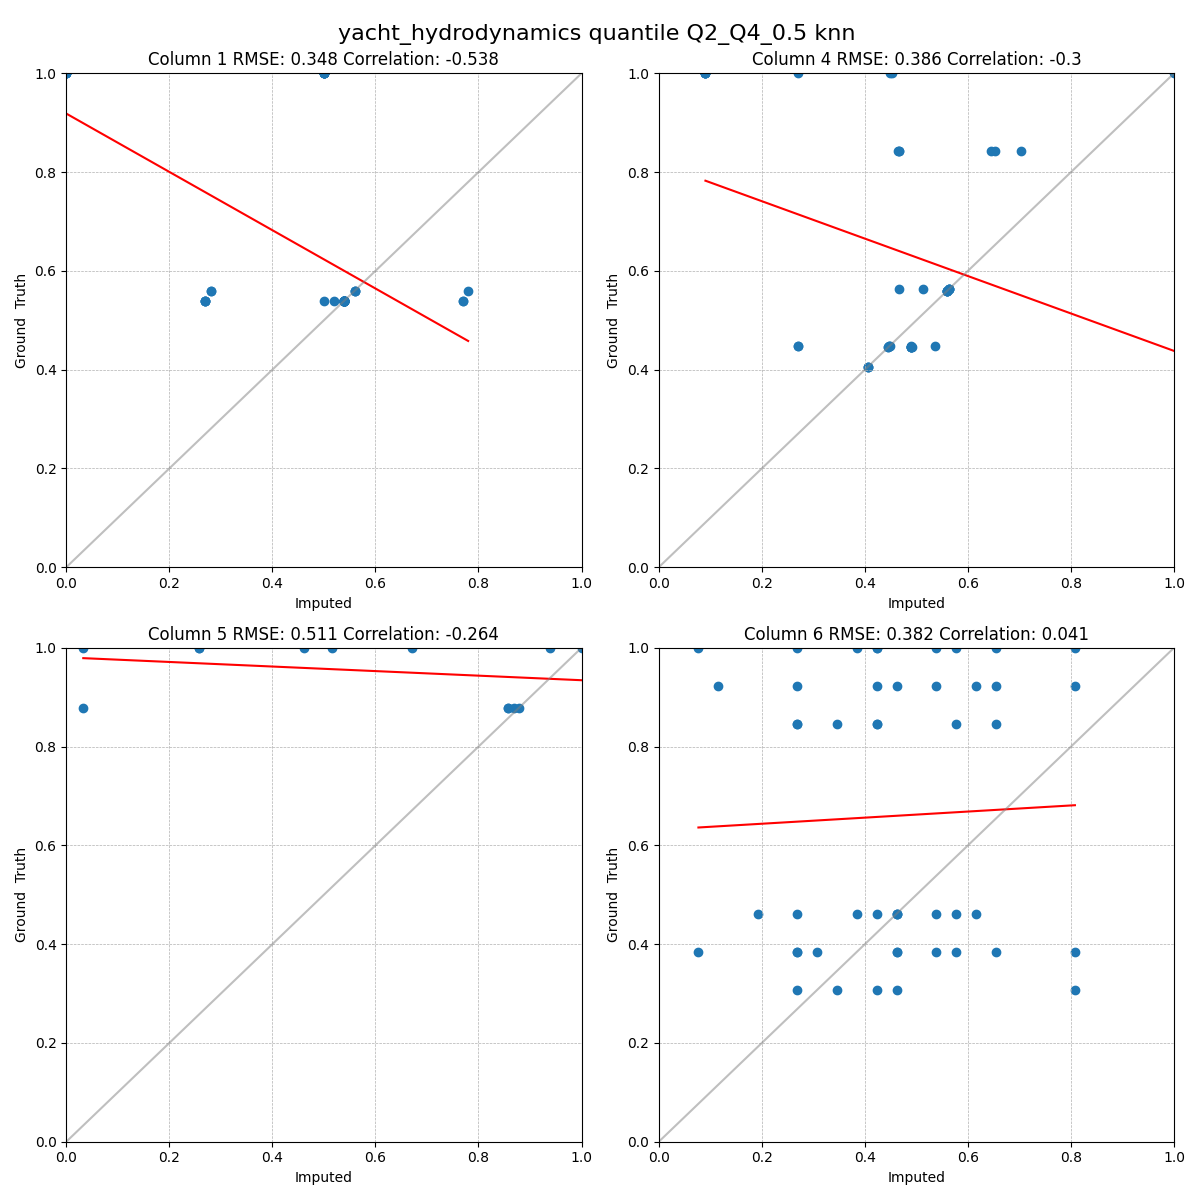 yacht_hydrodynamics quantile Q2_Q4_0.5 knn
Column 1 RMSE: 0.348 Correlation: -0.538
1.0
0.8
0.6
0.4
0.2
0.0
Ground Truth
0.0 0.2 0.4 0.6 0.8 1.0
Imputed
Column 4 RMSE: 0.386 Correlation: -0.3
1.0
0.8
0.6
0.4
0.2
0.0
Ground Truth
0.0 0.2 0.4 0.6 0.8 1.0
Imputed
Column 5 RMSE: 0.511 Correlation: -0.264
1.0
0.8
0.6
0.4
0.2
0.0
Ground Truth
0.0 0.2 0.4 0.6 0.8 1.0
Imputed
Column 6 RMSE: 0.382 Correlation: 0.041
1.0
0.8
0.6
0.4
0.2
0.0
Ground Truth
0.0 0.2 0.4 0.6 0.8 1.0
Imputed